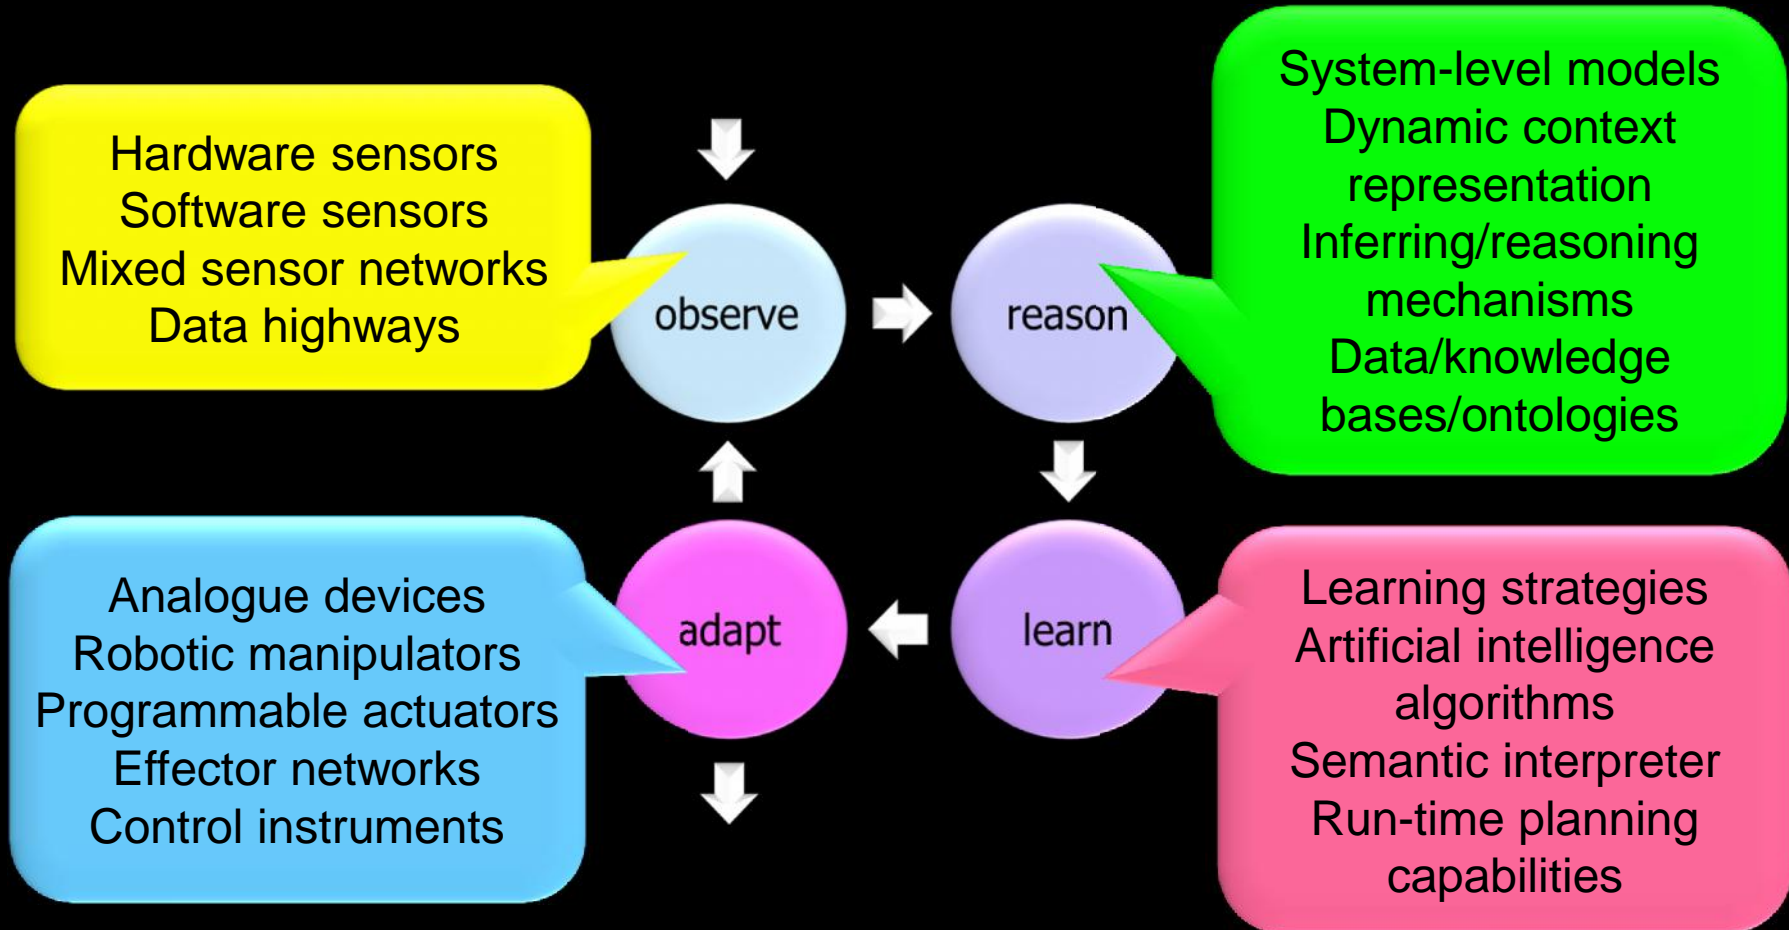 Hardware sensors
Software sensors
Mixed sensor networks
Data highways
observe
reason
System-level models
Dynamic context
representation
Inferring/reasoning
mechanisms
Data/knowledge
bases/ontologies
Analogue devices
Robotic manipulators
Programmable actuators
Effector networks
Control instruments
adapt
learn
Learning strategies
Artificial intelligence
algorithms
Semantic interpreter
Run-time planning
capabilities